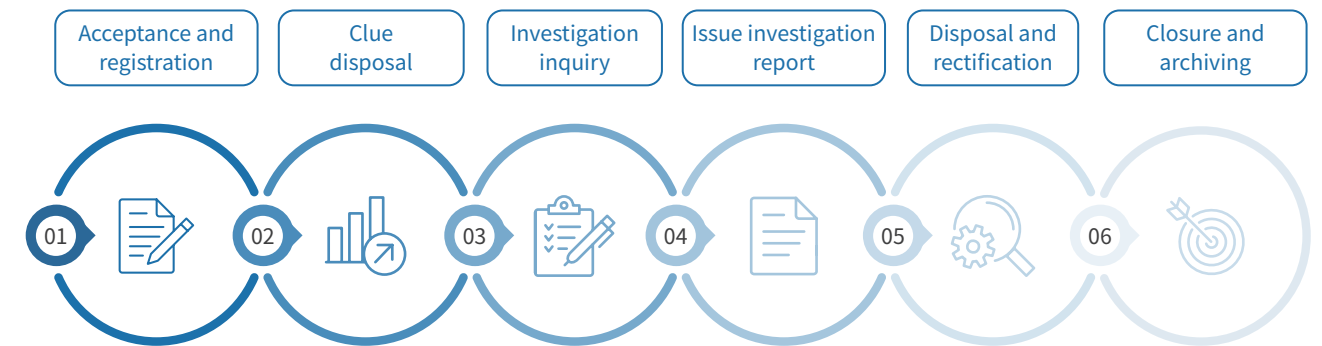 Acceptance and
registration
Clue
disposal
Investigation
inquiry
Issue investigation
report
Disposal and
rectification
Closure and
archiving
01
02
03
04
05
06